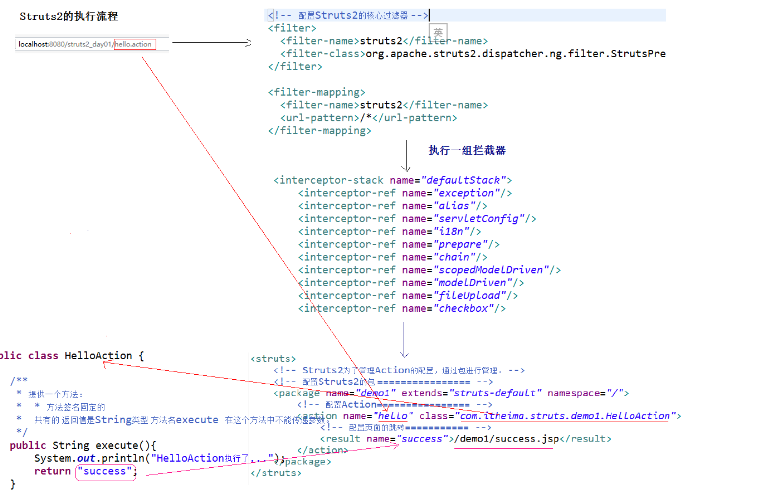 Struts2的执行流程
localhost:8080/struts2_day01/hello.action
<!-- 配置Struts2的核心过滤器 -->
英
<filter>
<filter-name>struts2</filter-name>
<filter-class>org.apache.struts2.dispatcher.ng.filter.StrutsPre
</filter>
<filter-mapping>
<filter-name>struts2</filter-name>
<url-pattern>/*</url-pattern>
</filter-mapping>
执行一组拦截器
<interceptor-stack name="defaultStack">
<interceptor-ref name="exception"/>
<interceptor-ref name="alias"/>
<interceptor-ref name="servletConfig"/>
<interceptor-ref name="i18n"/>
<interceptor-ref name="prepare"/>
<interceptor-ref name="chain"/>
<interceptor-ref name="scopedModelDriven"/>
<interceptor-ref name="modelDriven"/>
<interceptor-ref name="fileUpload"/>
<interceptor-ref name="checkbox"/>
blic class HelloAction {
/**
* 提供一个方法：
* * 方法签名固定的
* 共有的 返回值是String类型 方法名execute 在这个方法中不能传递参数
*/
public String execute(){
System.out.println("HelloAction执行了...");
return "success";
}
<struts>
<!-- Struts2为了管理Action的配置，通过包进行管理。 -->
<!-- 配置Struts2的包================ -->
<package name="demo1" extends="struts-default" namespace="/">
<!-- 配置Action================ -->
<action name="hello" class="com.itheima.struts.demo1.HelloAction">
<!-- 配置页面的跳转=========== -->
<result name="success">/demo1/success.jsp</result>
</action>
</package>
</struts>